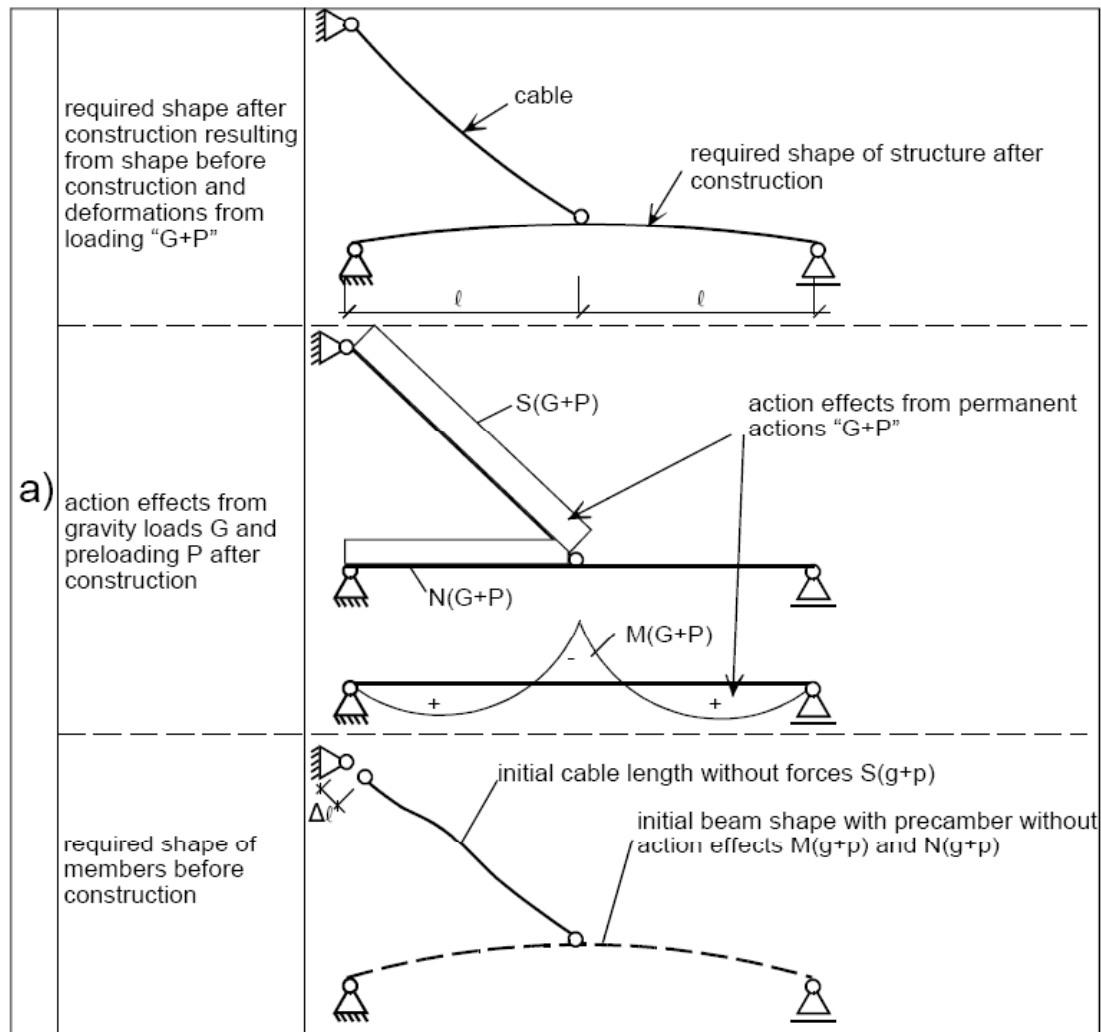 a)
required shape after
construction resulting
from shape before
construction and
deformations from
loading “G+P”
cable
required shape of structure after
construction
ℓ
ℓ
action effects from
gravity loads G and
preloading P after
construction
S(G+P)
action effects from permanent
actions “G+P”
N(G+P)
M(G+P)
-
+
+
required shape of
members before
construction
Δℓ
initial cable length without forces S(g+p)
initial beam shape with precamber without
action effects M(g+p) and N(g+p)